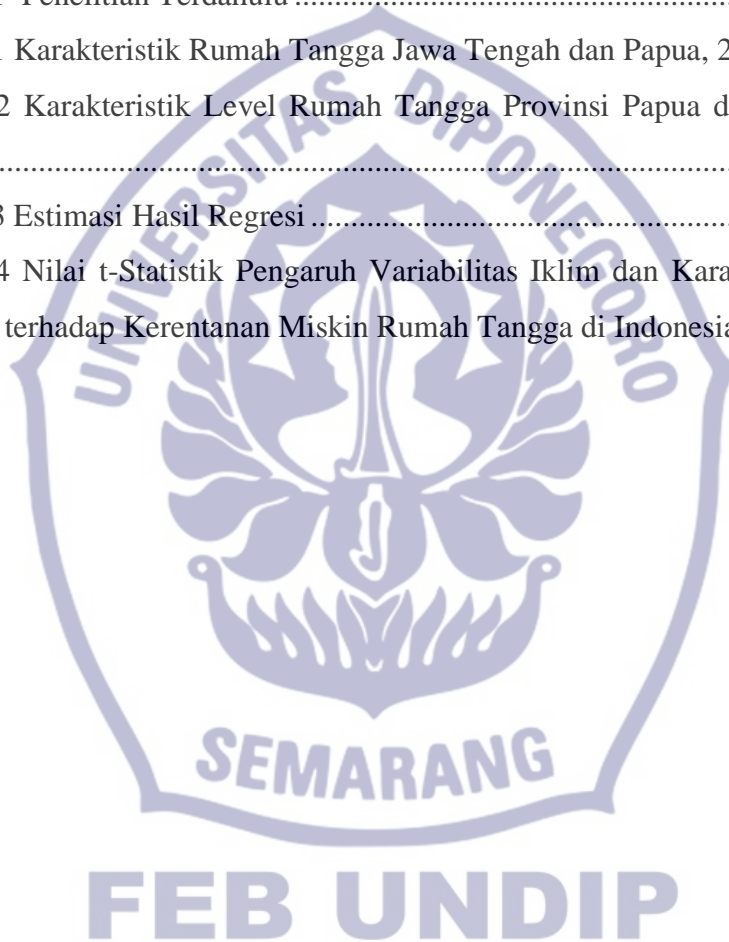 Penelitian Terdahulu ...............................................................
1 Karakteristik Rumah Tangga Jawa Tengah dan Papua, 2
2 Karakteristik Level Rumah Tangga Provinsi Papua d
...............................................................................................
3 Estimasi Hasil Regresi ............................................................
4 Nilai t-Statistik Pengaruh Variabilitas Iklim dan Kara
terhadap Kerentanan Miskin Rumah Tangga di Indonesia
UNIVERSITAS DIPONEGORO
SEMARANG
FEB UNDIP